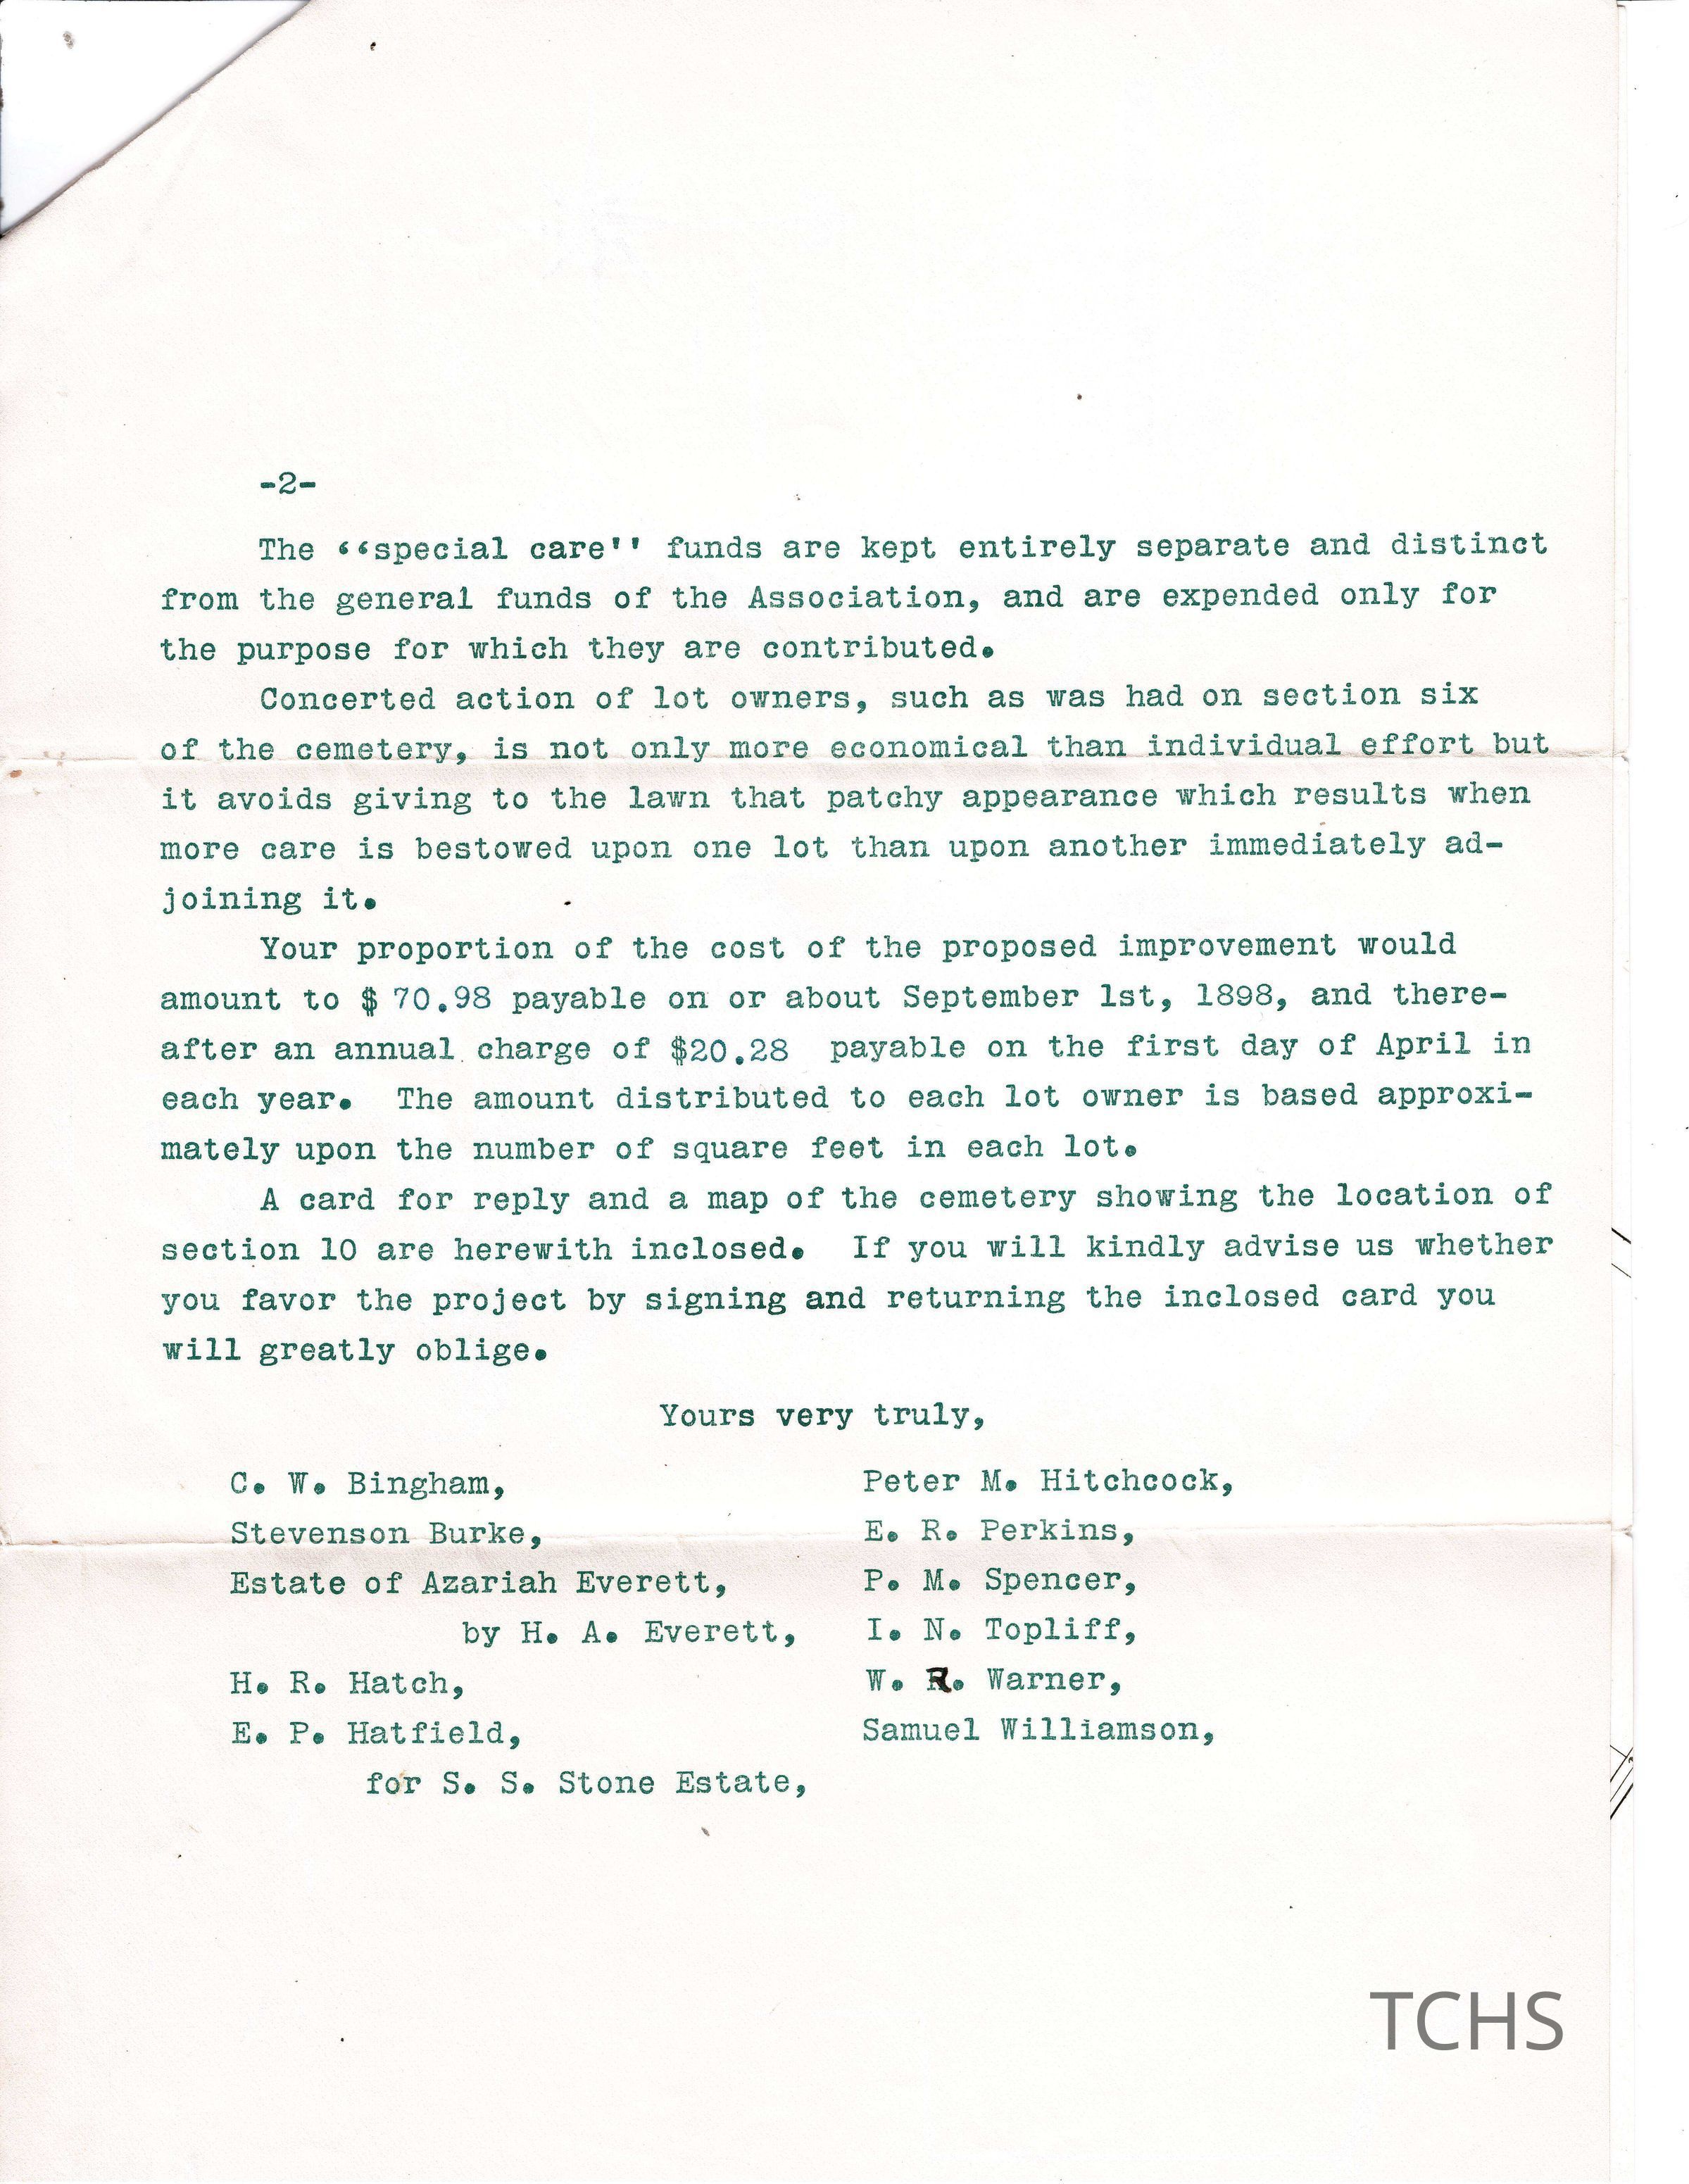 -2-
The ‘‘special care'' funds are kept entirely separate and distinct
from the general funds of the Association, and are expended only for
the purpose for which they are contributed.
Concerted action of lot owners, such as was had on section six
of the cemetery, is not only more economical than individual effort but
it avoids giving to the lawn that patchy appearance which results when
more care is bestowed upon one lot than upon another immediately ad-
joining it.
Your proportion of the cost of the proposed improvement would
amount to $ 70.98 payable on or about September 1st, 1898, and there-
after an annual charge of $20.28 payable on the first day of April in
each year. The amount distributed to each lot owner is based approxi-
mately upon the number of square feet in each lot.
A card for reply and a map of the cemetery showing the location of
section 10 are herewith inclosed. If you will kindly advise us whether
you favor the project by signing and returning the inclosed card you
will greatly oblige.
Yours very truly,
C. W. Bingham,
Stevenson Burke,
Estate of Azariah Everett,
by H. A. Everett,
H. R. Hatch,
E. P. Hatfield,
for S. S. Stone Estate,
Peter M. Hitchcock,
E. R. Perkins,
P. M. Spencer,
I. N. Topliff,
W. R. Warner,
Samuel Williamson,
TCHS